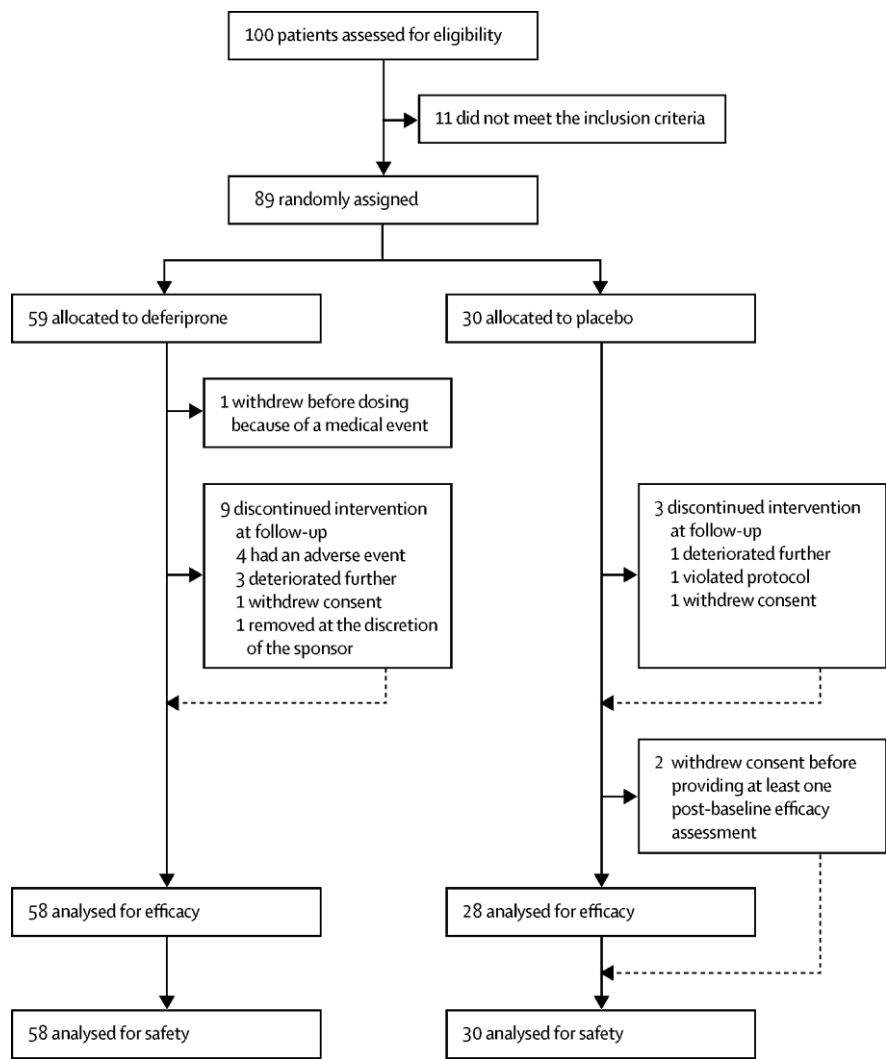 100 patients assessed for eligibility
11 did not meet the inclusion criteria
89 randomly assigned
59 allocated to deferiprone
30 allocated to placebo
1 withdrew before dosing
because of a medical event
9 discontinued intervention
at follow-up
4 had an adverse event
3 deteriorated further
1 withdrew consent
1 removed at the discretion
of the sponsor
3 discontinued intervention
at follow-up
1 deteriorated further
1 violated protocol
1 withdrew consent
2 withdrew consent before
providing at least one
post-baseline efficacy
assessment
58 analysed for efficacy
28 analysed for efficacy
58 analysed for safety
30 analysed for safety